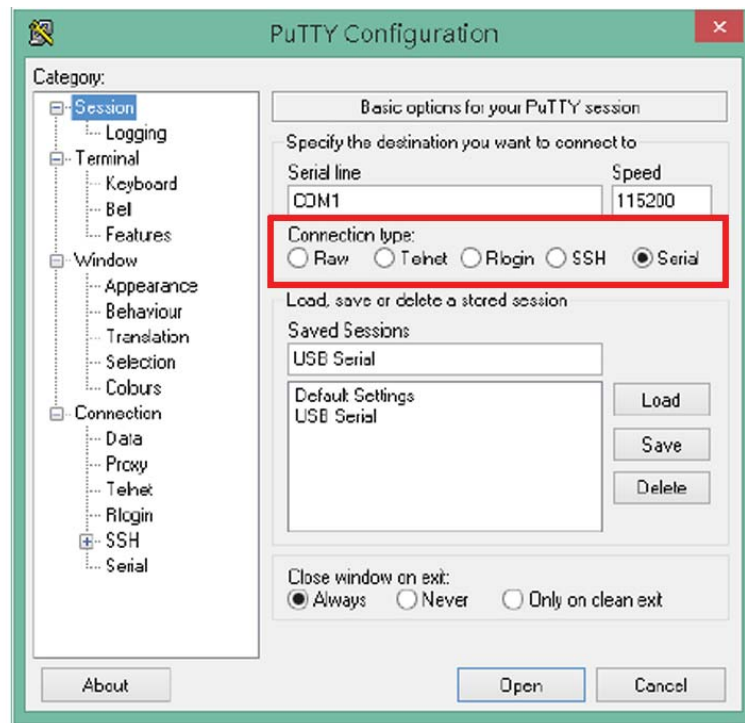 PuTTY Configuration
Category:
Session
Logging
Terminal
Keyboard
Bell
Features
Window
Appearance
Behaviour
Translation
Selection
Colours
Connection
Data
Proxy
Telnet
Rlogin
SSH
Serial
Basic options for your PuTTY session
Specify the destination you want to connect to
Serial line Speed
COM1 115200
Connection type:
Raw Telnet Rlogin SSH Serial
Load, save or delete a stored session
Saved Sessions
USB Serial
Default Settings
USB Serial
Load
Save
Delete
Close window on exit:
Always Never Only on clean exit
About Open Cancel